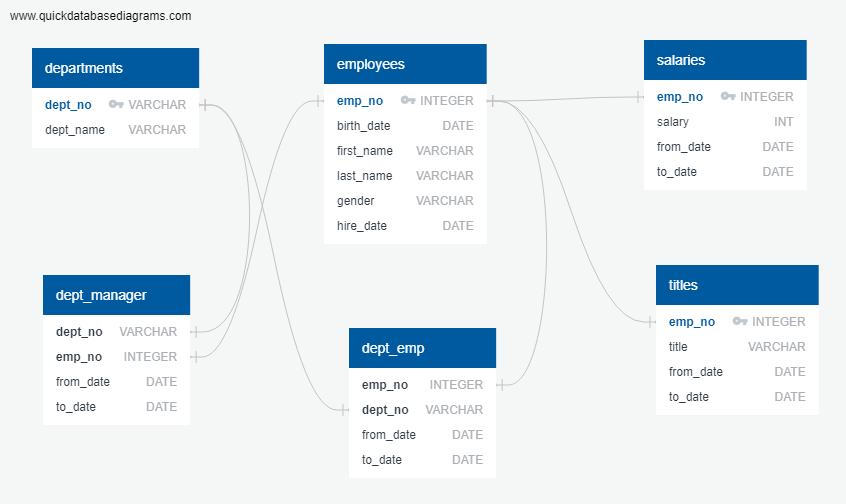 www.quickdatabasediagrams.com
departments
dept_no VARCHAR
dept_name VARCHAR
employees
emp_no INTEGER
birth_date DATE
first_name VARCHAR
last_name VARCHAR
gender VARCHAR
hire_date DATE
salaries
emp_no INTEGER
salary INT
from_date DATE
to_date DATE
dept_manager
dept_no VARCHAR
emp_no INTEGER
from_date DATE
to_date DATE
dept_emp
emp_no INTEGER
dept_no VARCHAR
from_date DATE
to_date DATE
titles
emp_no INTEGER
title VARCHAR
from_date DATE
to_date DATE